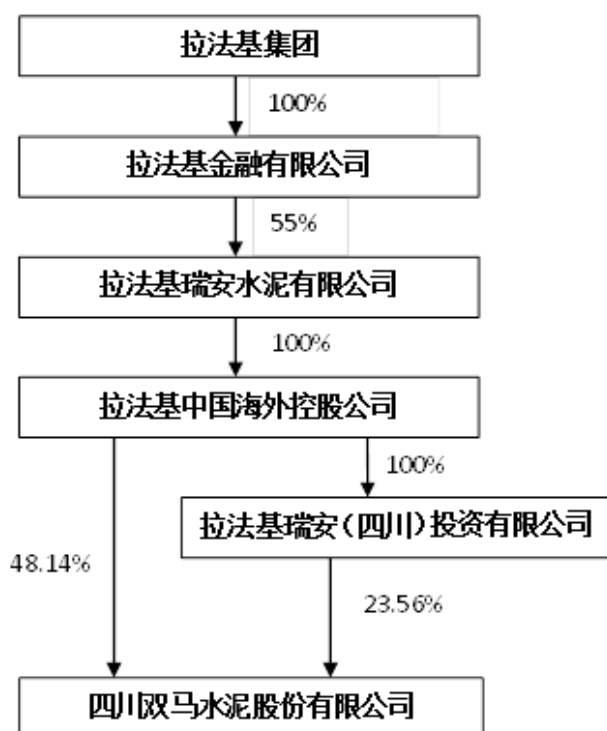 拉法基集团
100%
拉法基金融有限公司
55%
拉法基瑞安水泥有限公司
100%
拉法基中国海外控股公司
100%
拉法基瑞安（四川）投资有限公司
48.14%
23.56%
四川双马水泥股份有限公司